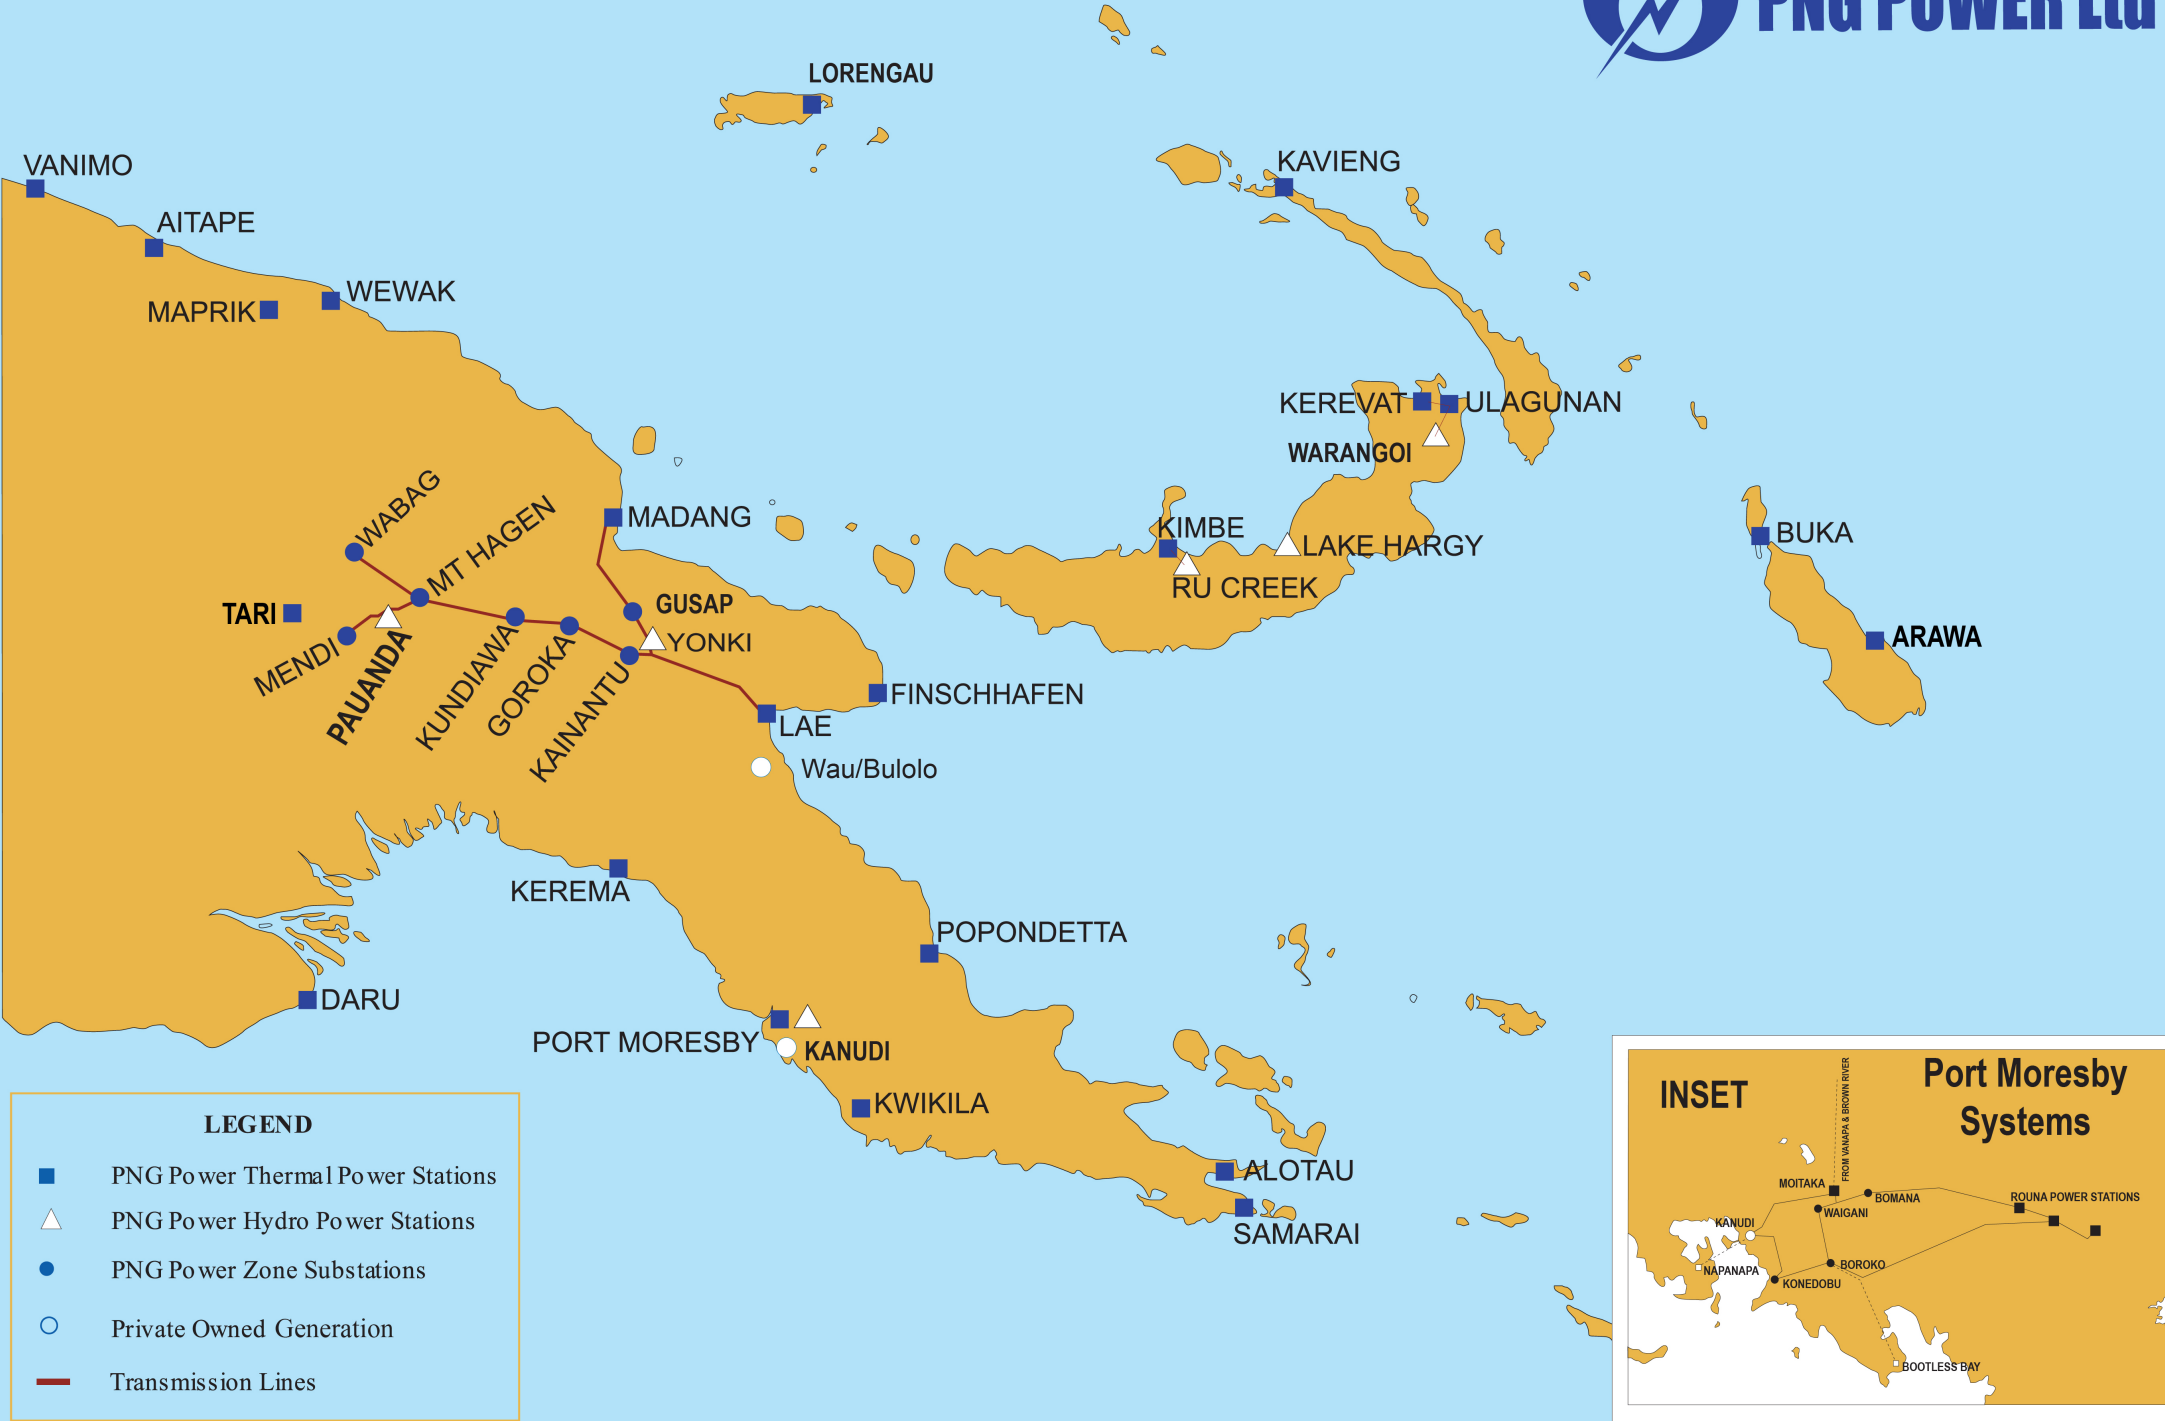 PNG POWER Ltd
LORENGAU
VANIMO
KAVIENG
AITAPE
WEWAK
MAPRIK
KEREVAT
ULAGUNAN
WARANGOI
WABAG
MT HAGEN
MADANG
KIMBE
LAKE HARGY
BUKA
RU CREEK
TARI
GUSAP
YONKI
ARAWA
MENDI
PAUANDA
KUNDIAWA
GOROKA
KAINANTU
FINSCHHAFEN
LAE
Wau/Bulolo
KEREMA
POPONDETTA
DARU
PORT MORESBY
KANUDI
KWIKILA
ALOTAU
SAMARAI
LEGEND
PNG Power Thermal Power Stations
PNG Power Hydro Power Stations
PNG Power Zone Substations
Private Owned Generation
Transmission Lines
INSET
Port Moresby
Systems
FROM VANAPA & BROWN RIVER
MOITAKA
BOMANA
ROUNA POWER STATIONS
WAIGANI
KANUDI
NAPANAPA
BOROKO
KONEDOBU
BOOTLESS BAY